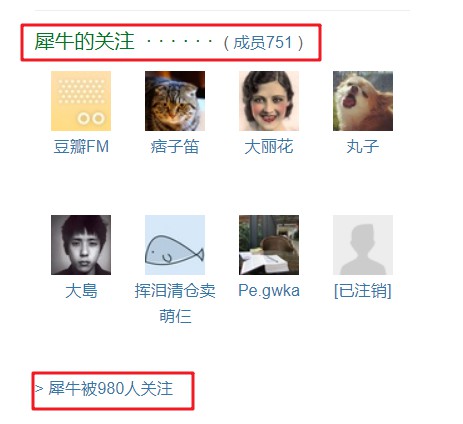 犀牛的关注 · · · · · · ( 成员751 )
豆瓣FM 痞子笛 大丽花 丸子
大島 挥泪清仓卖萌仨 Pe.gwka [已注销]
> 犀牛被980人关注